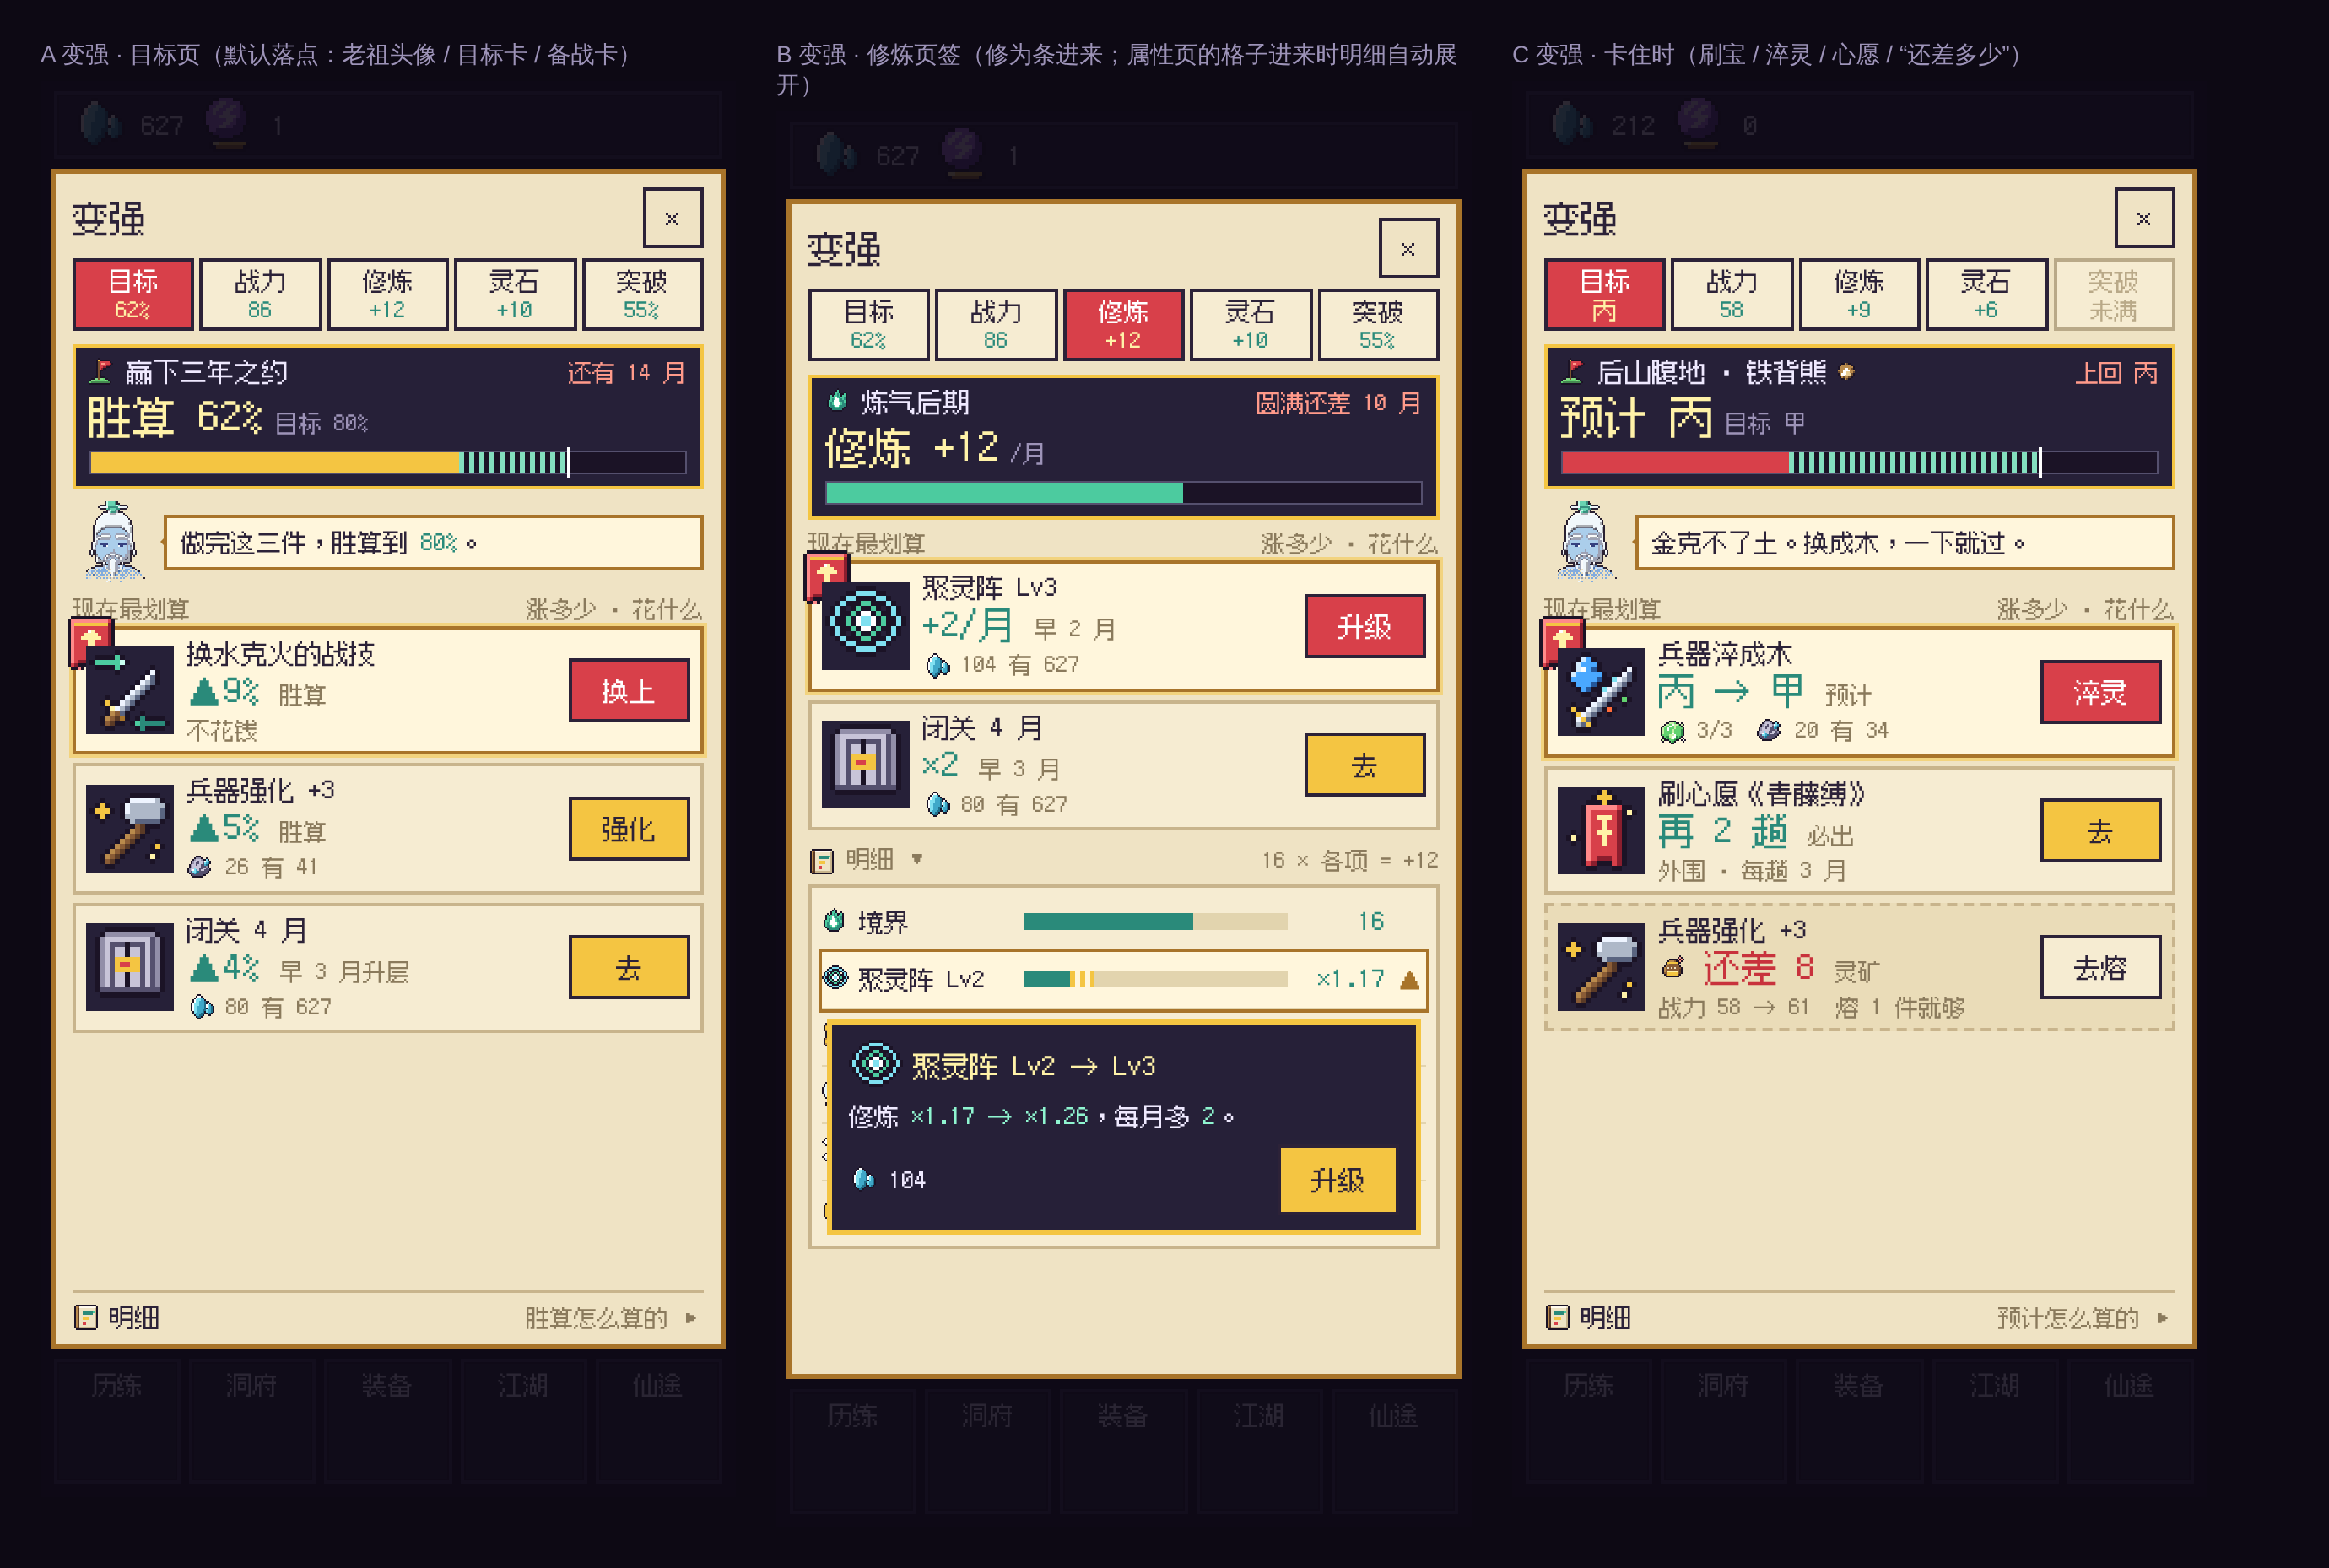 A 变强 · 目标页（默认落点：老祖头像 / 目标卡 / 备战卡）
627 1
变强
×
目标 战力 修炼 灵石 突破
62% 86 +12 +10 55%
赢下三年之约 还有 14 月
胜算 62% 目标 80%
做完这三件，胜算到 80%。
现在最划算 涨多少 · 花什么
换水克火的战技
▲9% 胜算
不花钱
换上
兵器强化 +3
▲5% 胜算
26 有 41
强化
闭关 4 月
▲4% 早 3 月升层
80 有 627
去
明细 胜算怎么算的 ▸
历练 洞府 装备 江湖 仙途
B 变强 · 修炼页签（修为条进来；属性页的格子进来时明细自动展
开）
627 1
变强
×
目标 战力 修炼 灵石 突破
62% 86 +12 +10 55%
炼气后期 圆满还差 10 月
修炼 +12 /月
现在最划算 涨多少 · 花什么
聚灵阵 Lv3
+2/月 早 2 月
104 有 627
升级
闭关 4 月
×2 早 3 月
80 有 627
去
明细 ▾ 16 × 各项 = +12
境界 16
聚灵阵 Lv2 ×1.17 ▲
聚灵阵 Lv2 → Lv3
修炼 ×1.17 → ×1.26，每月多 2。
104
升级
历练 洞府 装备 江湖 仙途
C 变强 · 卡住时（刷宝 / 淬灵 / 心愿 / “还差多少”）
212 0
变强
×
目标 战力 修炼 灵石 突破
丙 58 +9 +6 未满
后山腹地 · 铁背熊 上回 丙
预计 丙 目标 甲
金克不了土。换成木，一下就过。
现在最划算 涨多少 · 花什么
兵器淬成木
丙 → 甲 预计
3/3 20 有 34
淬灵
刷心愿《青藤缚》
再 2 趟 必出
外围 · 每趟 3 月
去
兵器强化 +3
还差 8 灵矿
战力 58 → 61 熔 1 件就够
去熔
明细 预计怎么算的 ▸
历练 洞府 装备 江湖 仙途